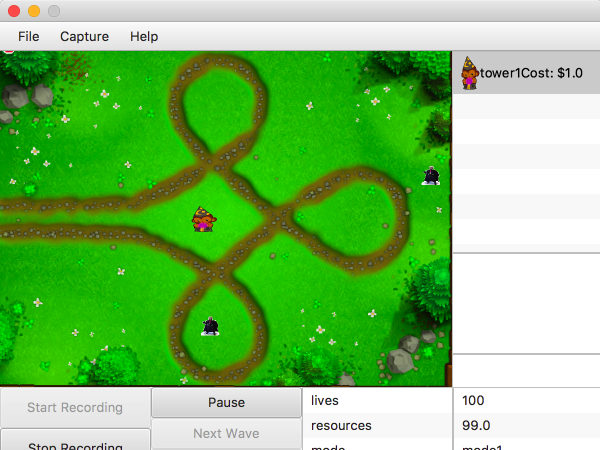 File Capture Help
tower1Cost: $1.0
Start Recording
Pause
lives 100
Next Wave
resources 99.0
Stop Recording
mode mode1